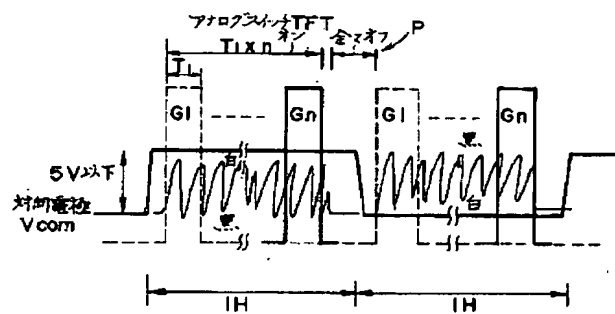 アナログスイッチTFT
オン 全てオフ P
T1×n
T1
G1 Gn G1 Gn
黒
白
5V以下
白
対向電極
Vcom
黒
1H 1H